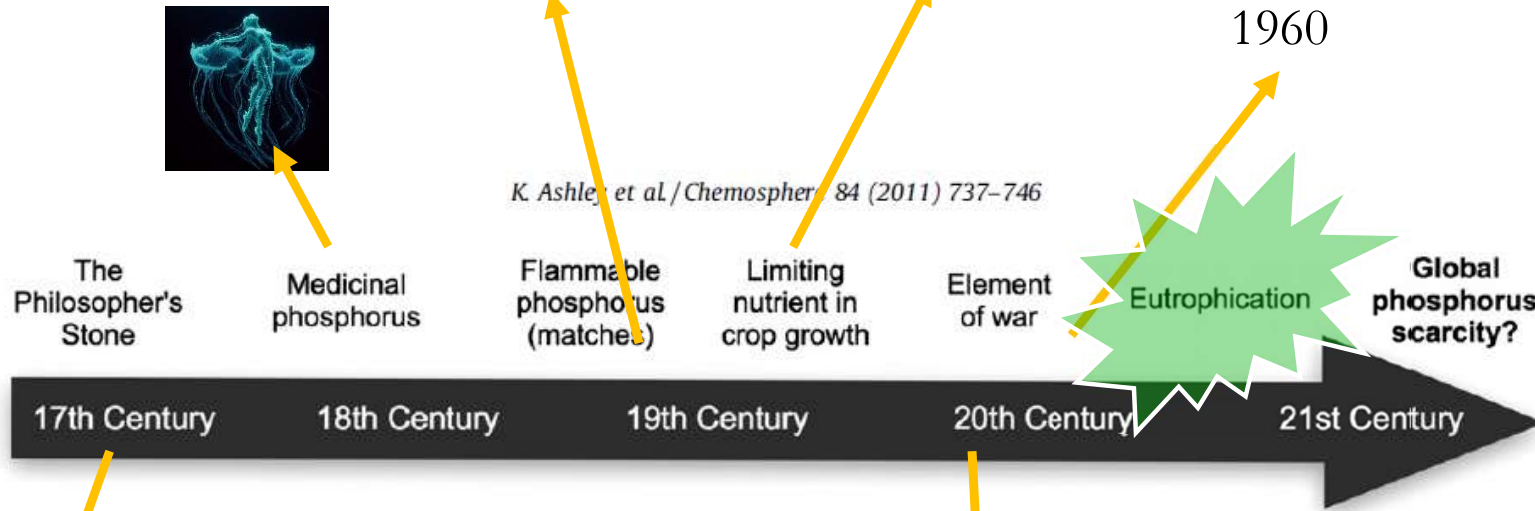 1960
K. Ashley et al. / Chemosphere 84 (2011) 737–746
The
Philosopher's
Stone
Medicinal
phosphorus
Flammable
phosphorus
(matches)
Limiting
nutrient in
crop growth
Element
of war
Eutrophication
Global
phosphorus
scarcity?
17th Century
18th Century
19th Century
20th Century
21st Century